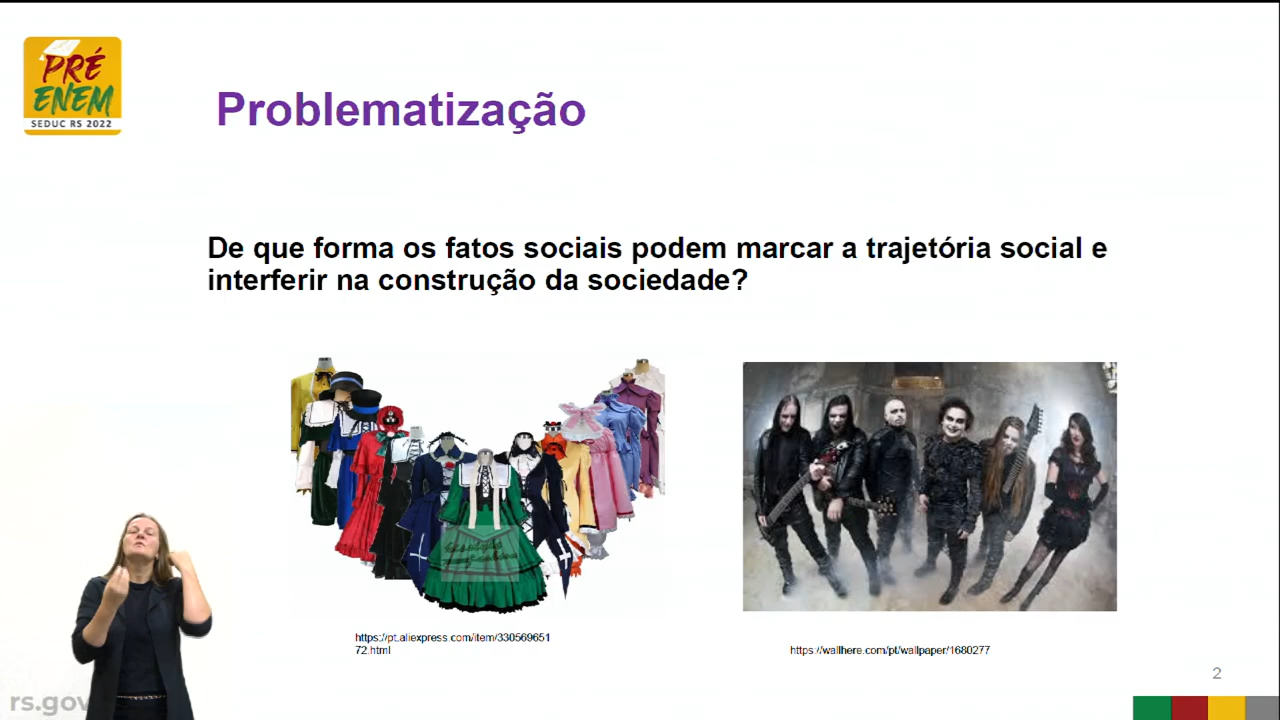 PRÉ
ENEM
SEDUC RS 2022
Problematização
De que forma os fatos sociais podem marcar a trajetória social e
interferir na construção da sociedade?
https://pt.aliexpress.com/item/330569651
72.html
https://wallhere.com/pt/wallpaper/1680277
2
rs.gov